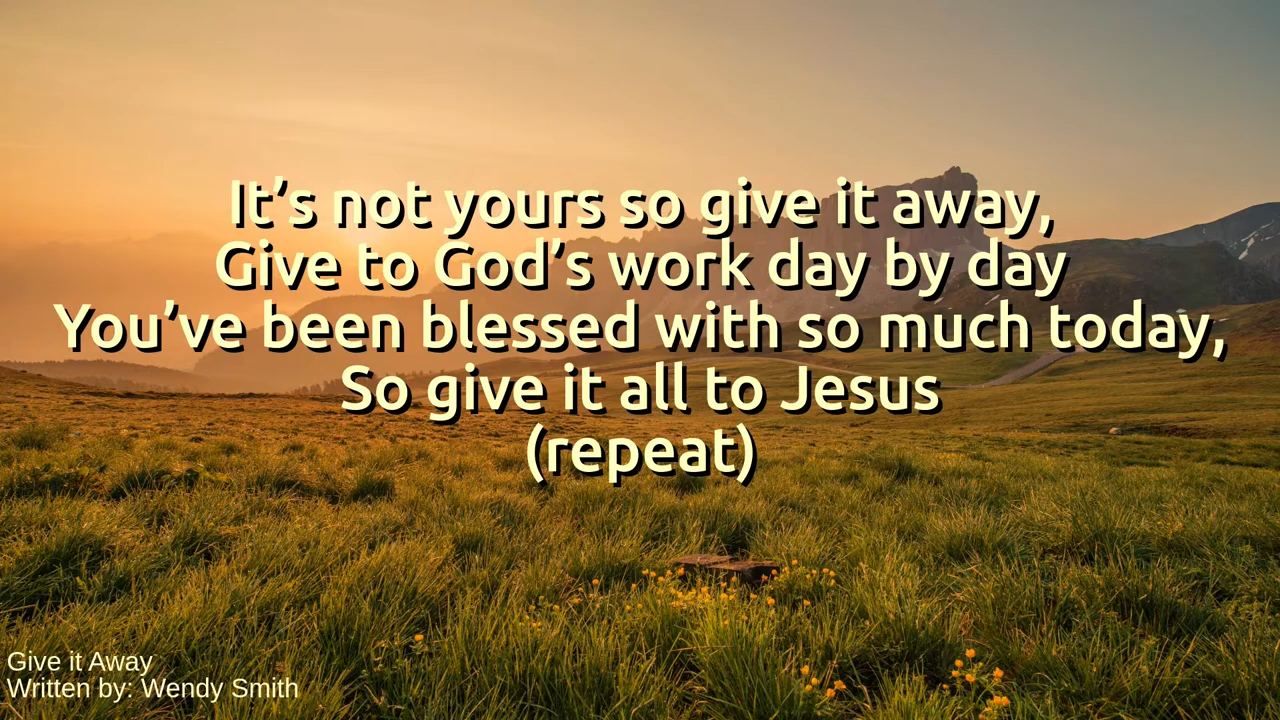 It’s not yours so give it away,
Give to God’s work day by day
You’ve been blessed with so much today,
So give it all to Jesus
(repeat)
Give it Away
Written by: Wendy Smith